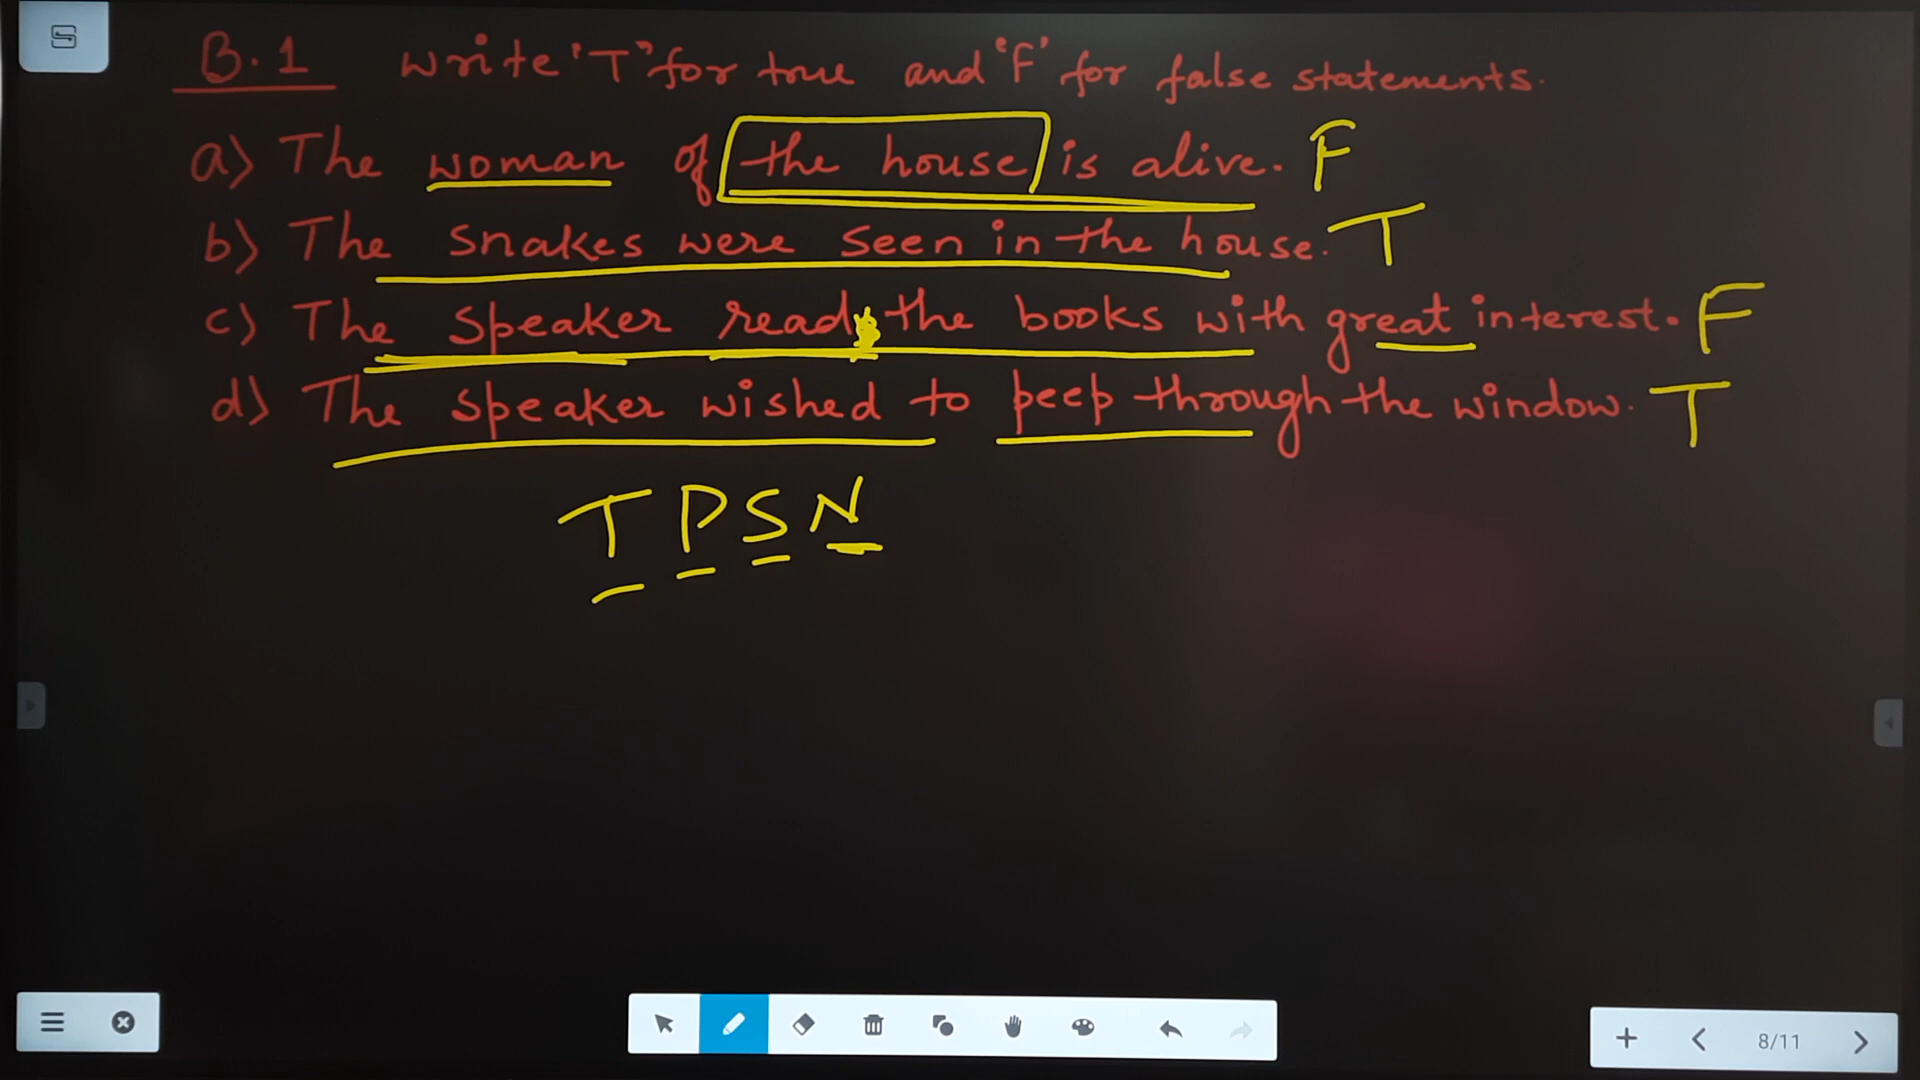 B.1 Write 'T' for true and 'F' for false statements.
a) The woman of the house is alive. F
b) The snakes were seen in the house. T
c) The speaker read the books with great interest. F
d) The speaker wished to peep through the window. T
T P S N
8/11